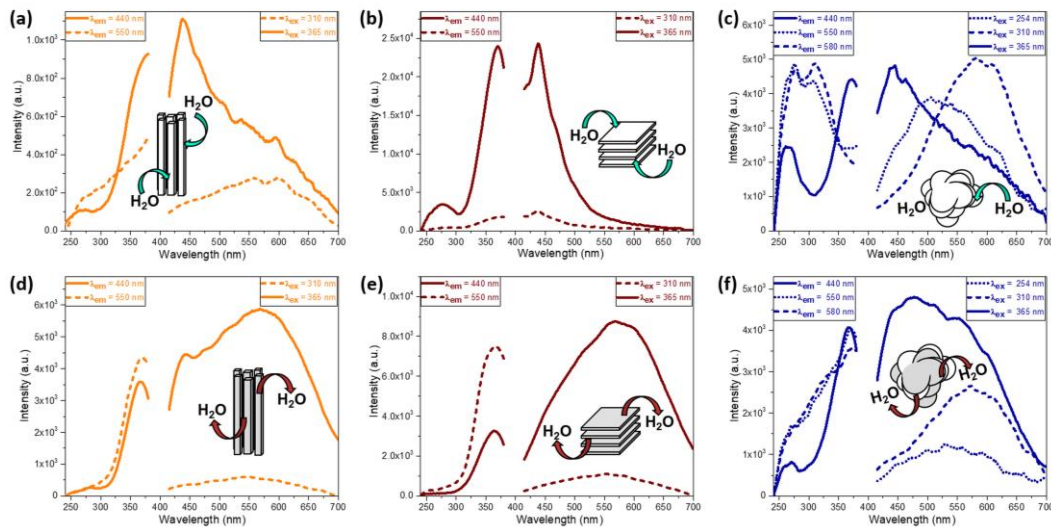 (a)
λem = 440 nm
λem = 550 nm
λex = 310 nm
λex = 365 nm
1.0x10³
8.0x10²
6.0x10²
4.0x10²
2.0x10²
0.0
Intensity (a.u.)
H₂O
H₂O
250 300 350 400 450 500 550 600 650 700
Wavelength (nm)
(b)
λem = 440 nm
λem = 550 nm
λex = 310 nm
λex = 365 nm
2.5x10⁴
2.0x10⁴
1.5x10⁴
1.0x10⁴
5.0x10³
0.0
Intensity (a.u.)
H₂O
H₂O
250 300 350 400 450 500 550 600 650 700
Wavelength (nm)
(c)
λem = 440 nm
λem = 550 nm
λem = 580 nm
λex = 254 nm
λex = 310 nm
λex = 365 nm
6x10³
5x10³
4x10³
3x10³
2x10³
1x10³
0
Intensity (a.u.)
H₂O
H₂O
250 300 350 400 450 500 550 600 650 700
Wavelength (nm)
(d)
λem = 440 nm
λem = 550 nm
λex = 310 nm
λex = 365 nm
6x10³
5x10³
4x10³
3x10³
2x10³
1x10³
0
Intensity (a.u.)
H₂O
H₂O
250 300 350 400 450 500 550 600 650 700
Wavelength (nm)
(e)
λem = 440 nm
λem = 550 nm
λex = 310 nm
λex = 365 nm
1.0x10⁴
8.0x10³
6.0x10³
4.0x10³
2.0x10³
0.0
Intensity (a.u.)
H₂O
H₂O
250 300 350 400 450 500 550 600 650 700
Wavelength (nm)
(f)
λem = 440 nm
λem = 550 nm
λem = 580 nm
λex = 254 nm
λex = 310 nm
λex = 365 nm
5x10³
4x10³
3x10³
2x10³
1x10³
0
Intensity (a.u.)
H₂O
H₂O
250 300 350 400 450 500 550 600 650 700
Wavelength (nm)